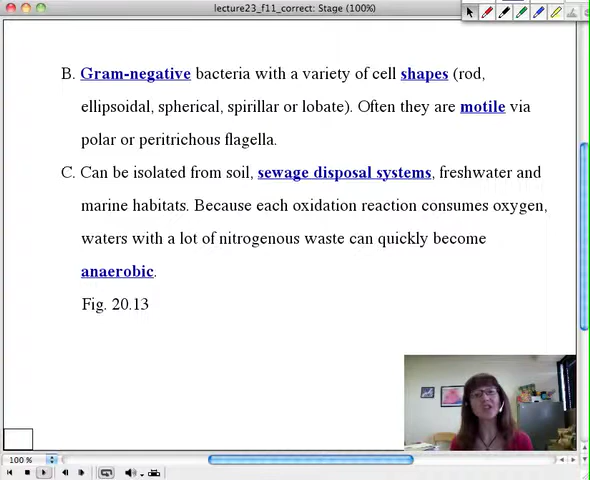 lecture23_f11_correct: Stage (100%)
B. Gram-negative bacteria with a variety of cell shapes (rod,
ellipsoidal, spherical, spirillar or lobate). Often they are motile via
polar or peritrichous flagella.
C. Can be isolated from soil, sewage disposal systems, freshwater and
marine habitats. Because each oxidation reaction consumes oxygen,
waters with a lot of nitrogenous waste can quickly become
anaerobic.
Fig. 20.13
100 %